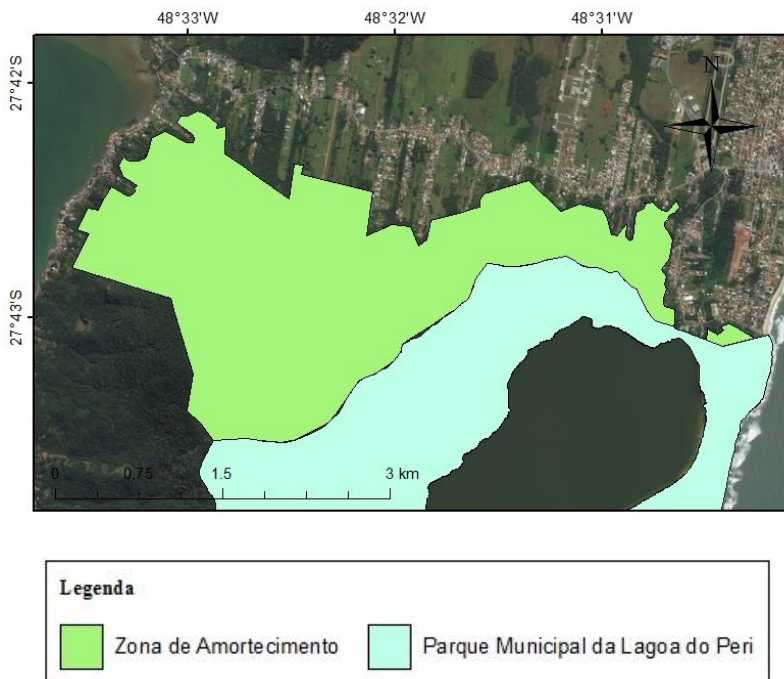 48°33'W 48°32'W 48°31'W
27°42'S
N
27°43'S
0 0.75 1.5 3 km
Legenda
Zona de Amortecimento Parque Municipal da Lagoa do Peri